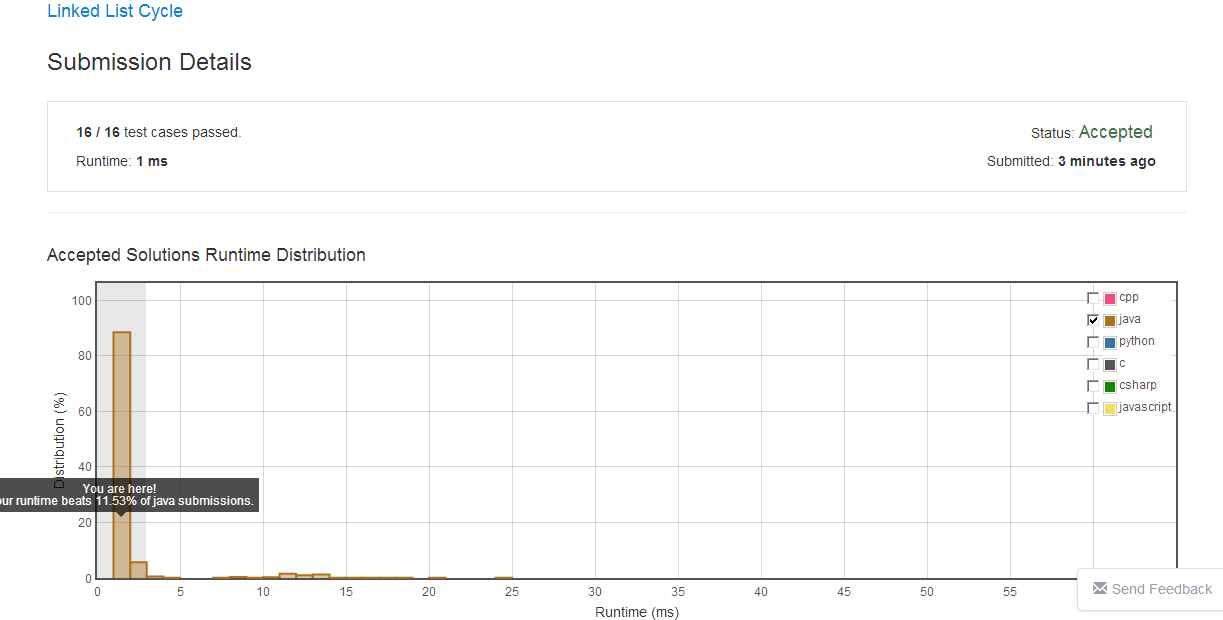 Linked List Cycle
Submission Details
16 / 16 test cases passed.
Status: Accepted
Runtime: 1 ms
Submitted: 3 minutes ago
Accepted Solutions Runtime Distribution
cpp
java
python
c
csharp
javascript
100
80
60
40
20
0
Distribution (%)
You are here!
our runtime beats 11.53% of java submissions.
0 5 10 15 20 25 30 35 40 45 50 55
Runtime (ms)
Send Feedback